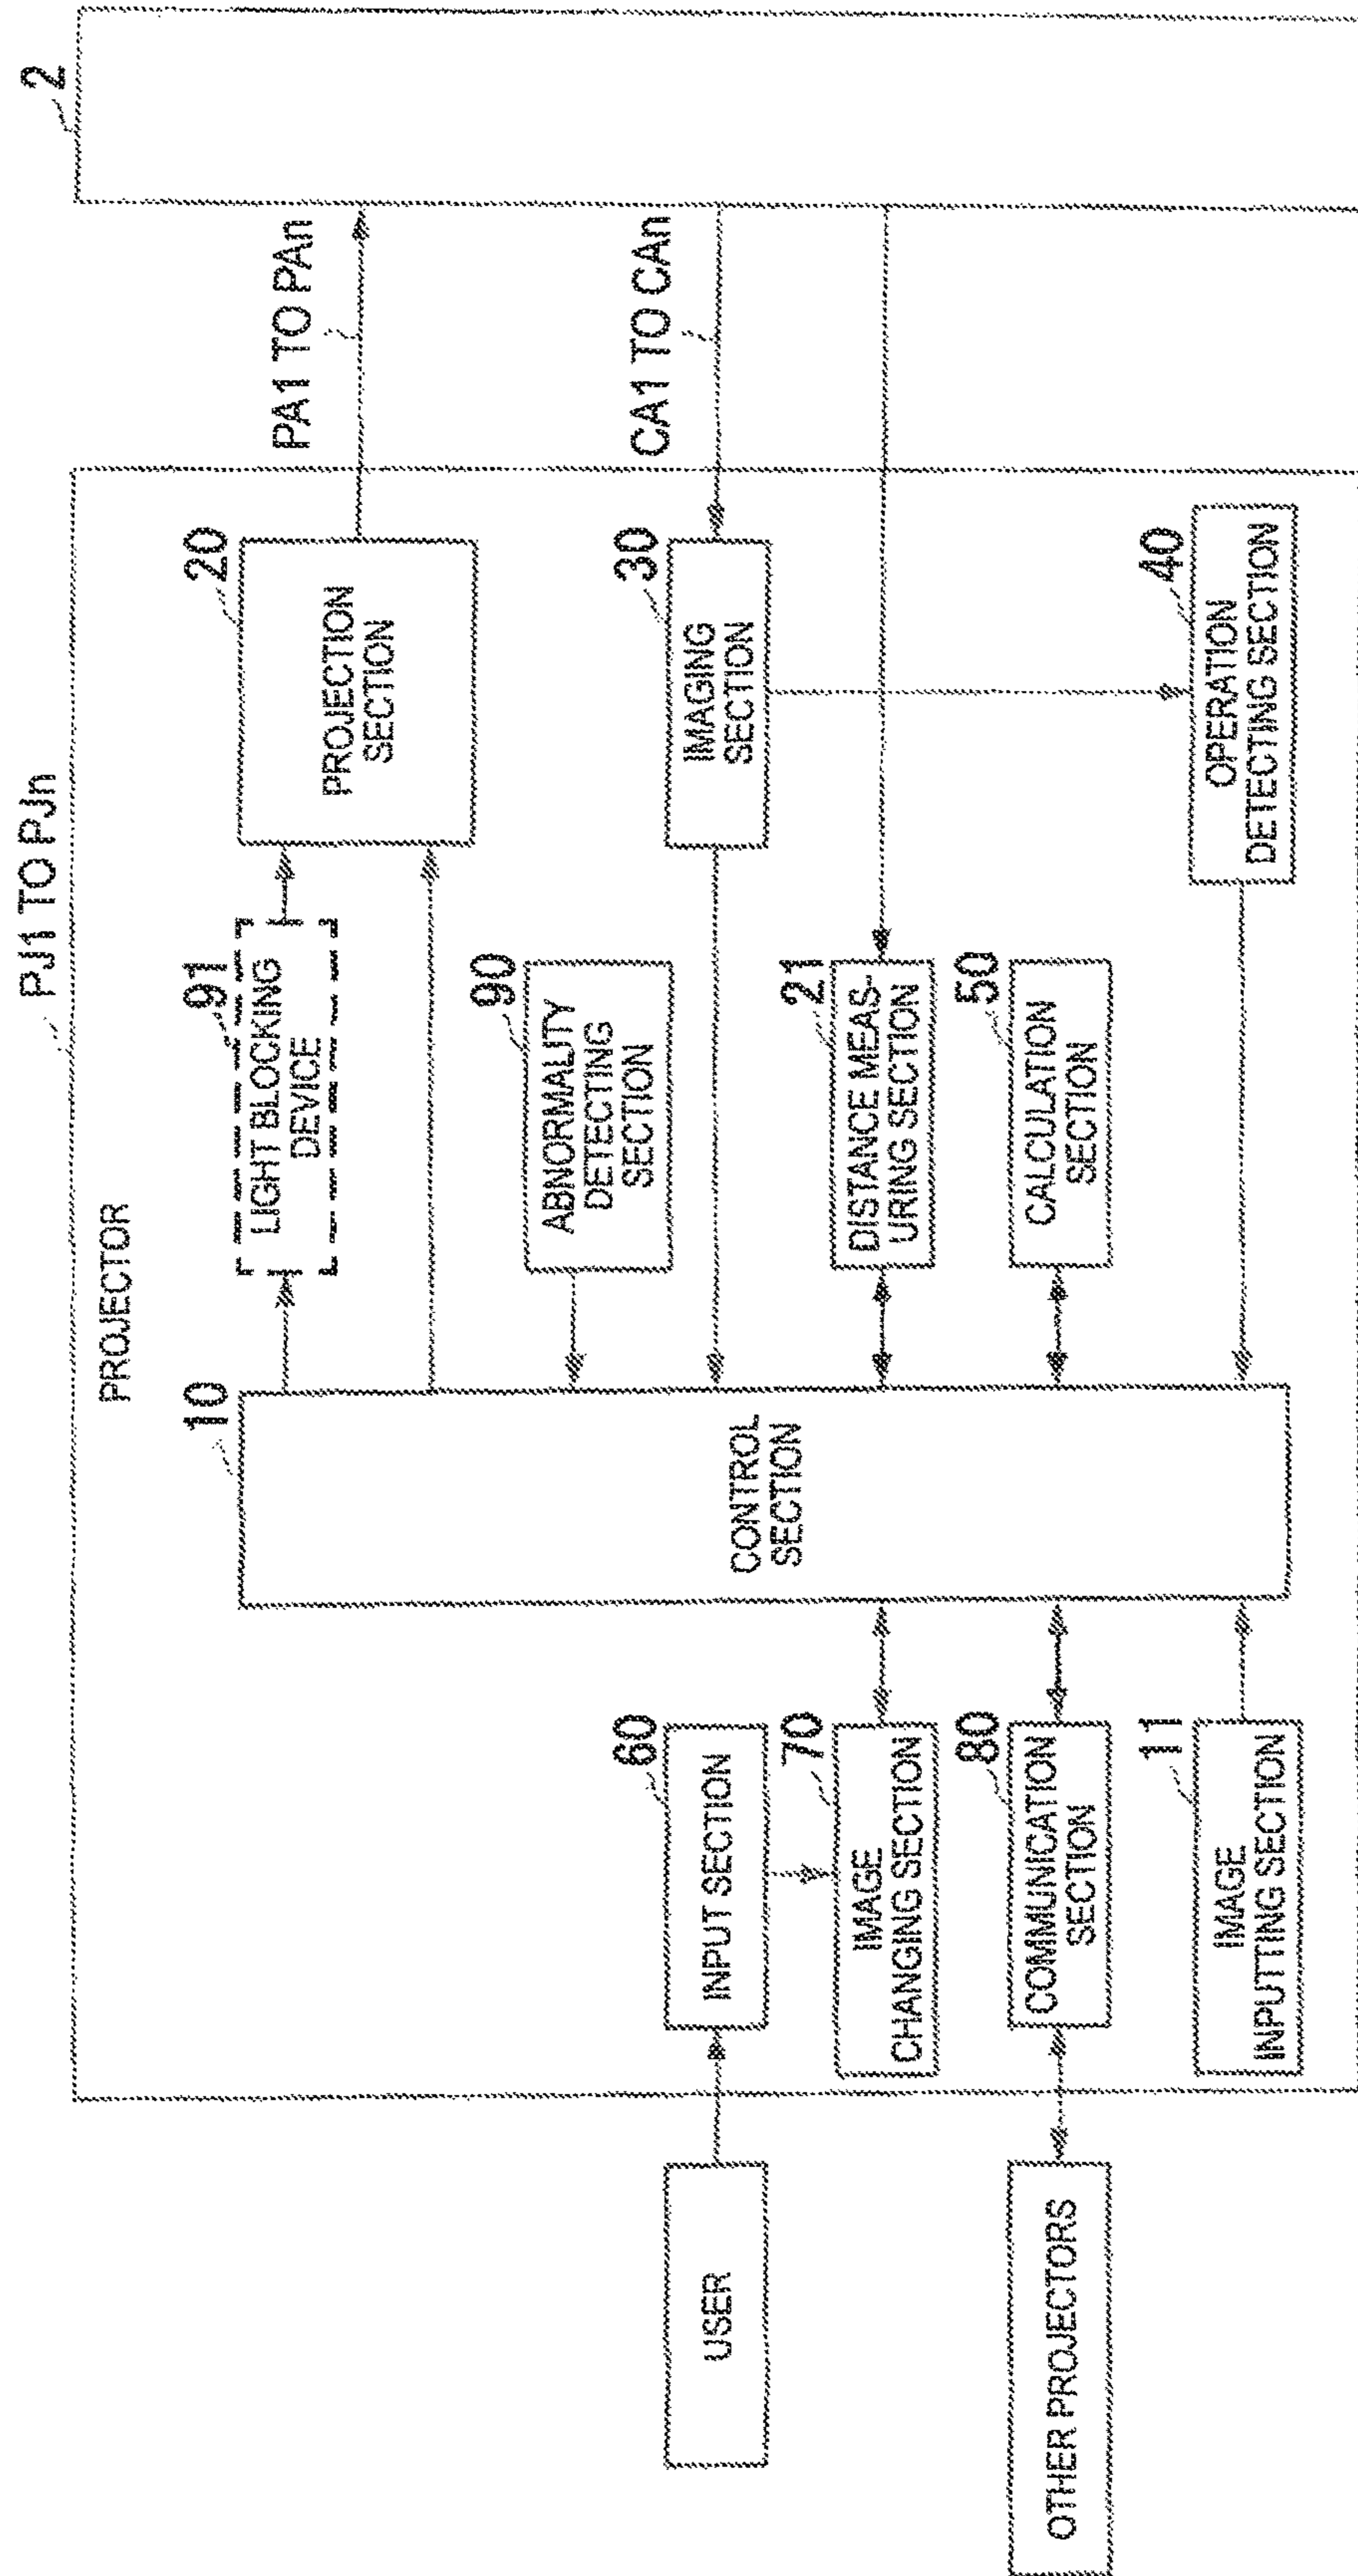 PJ1 TO PJn
2
PROJECTOR
10
CONTROL
SECTION
91
LIGHT BLOCKING
DEVICE
20
PROJECTION
SECTION
PA1 TO PAn
90
ABNORMALITY
DETECTING
SECTION
USER
60
INPUT SECTION
30
IMAGING
SECTION
CA1 TO CAn
70
IMAGE
CHANGING SECTION
21
DISTANCE MEAS-
URING SECTION
OTHER PROJECTORS
80
COMMUNICATION
SECTION
50
CALCULATION
SECTION
11
IMAGE
INPUTTING SECTION
40
OPERATION
DETECTING SECTION